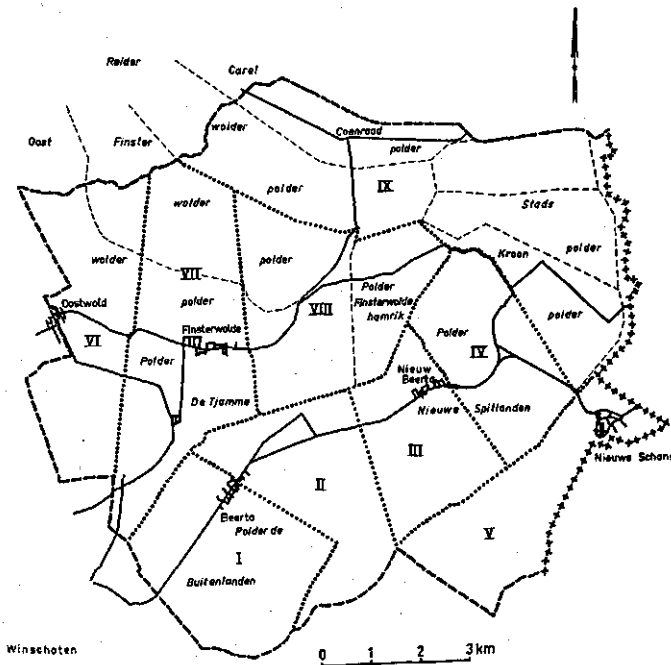 Reider
Carel
Oost
Finster
wolder
Coenraad
polder
polder
IX
wolder
Stads
wolder
VII
polder
Kroon
polder
Oostwold
polder
VIII
Polder
Finsterwolder
hamrik
polder
VI
Finsterwolde
Polder
Polder
IV
De Tjamme
Nieuw
Beerta
Nieuwe
Spitlanden
III
Nieuwe Schans
II
Beerta
Polder de
I
V
Buitenlanden
Winschoten
0 1 2 3 km